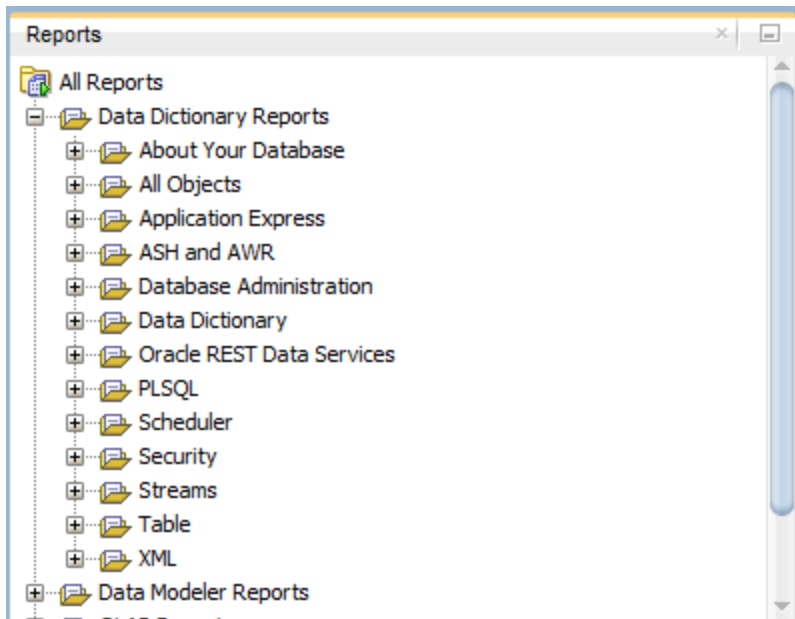 Reports
All Reports
Data Dictionary Reports
About Your Database
All Objects
Application Express
ASH and AWR
Database Administration
Data Dictionary
Oracle REST Data Services
PLSQL
Scheduler
Security
Streams
Table
XML
Data Modeler Reports